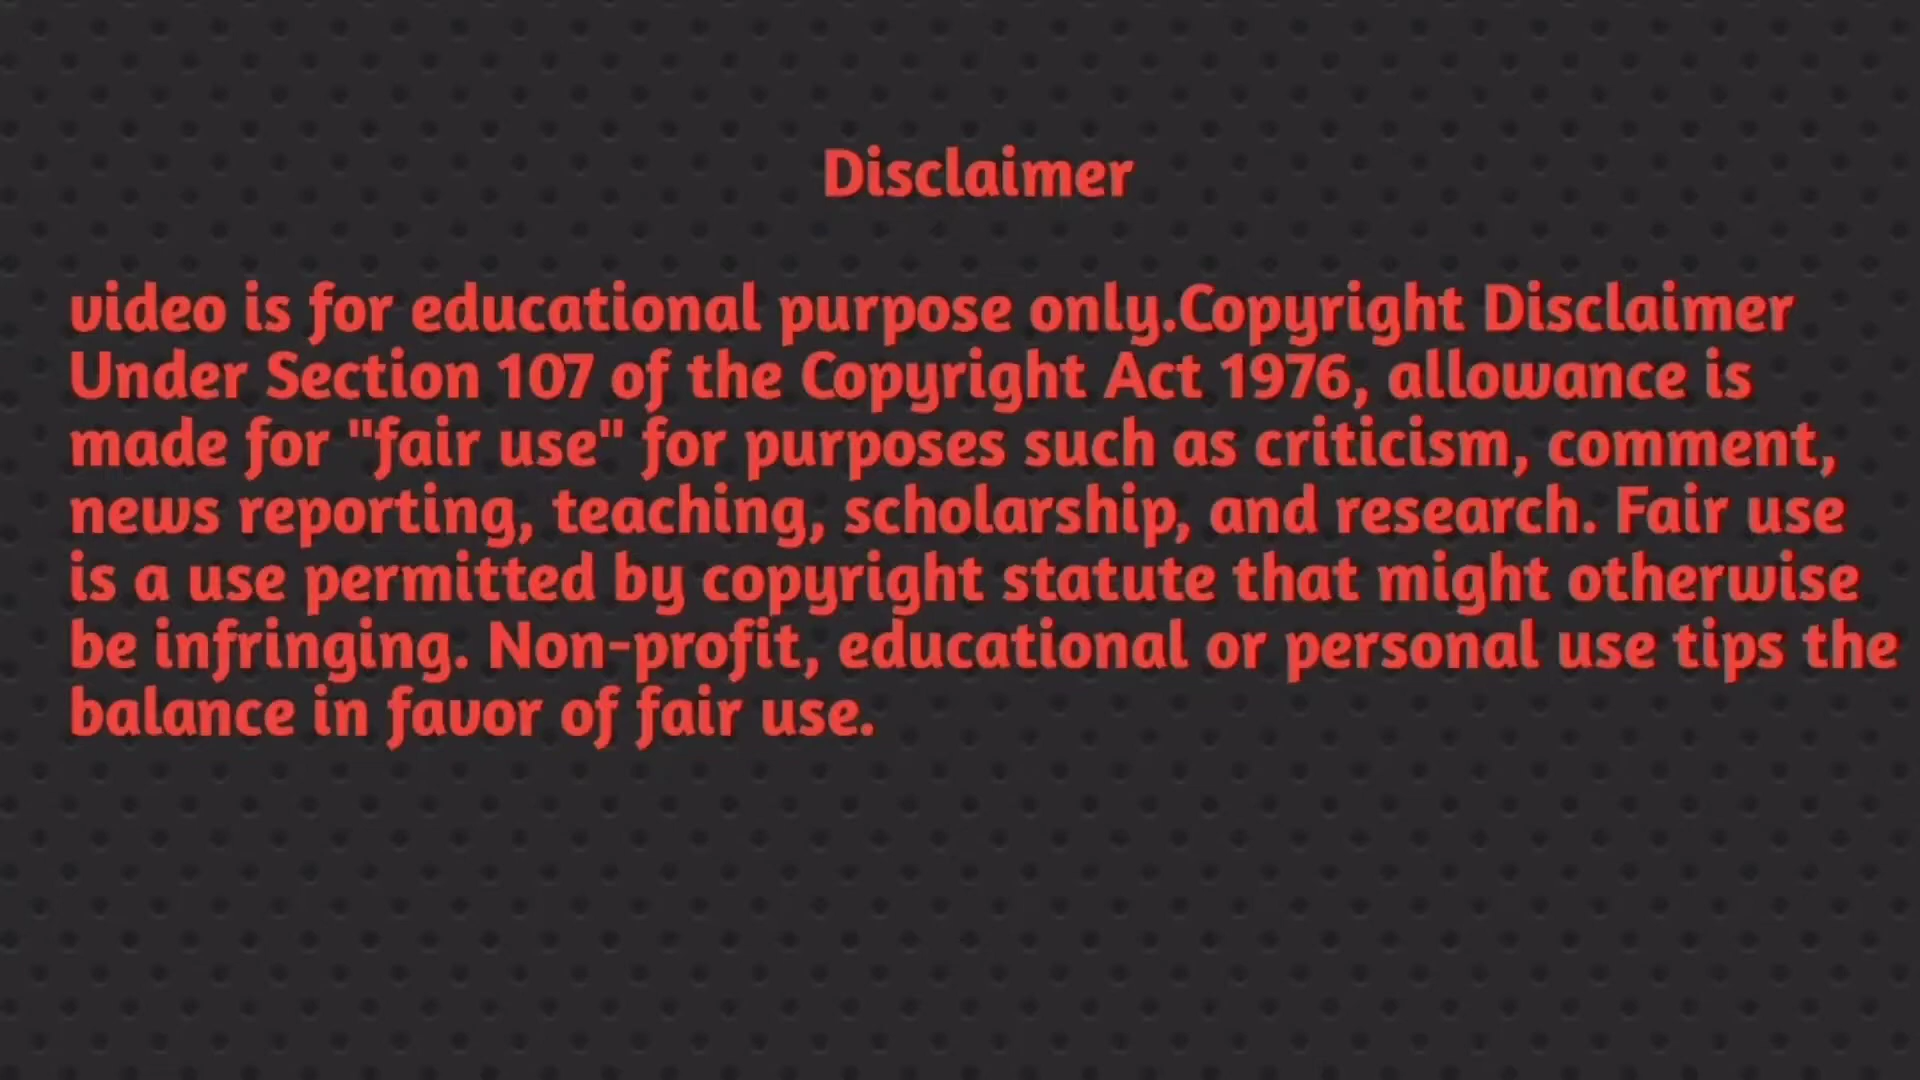 Disclaimer
video is for educational purpose only.Copyright Disclaimer
Under Section 107 of the Copyright Act 1976, allowance is
made for "fair use" for purposes such as criticism, comment,
news reporting, teaching, scholarship, and research. Fair use
is a use permitted by copyright statute that might otherwise
be infringing. Non-profit, educational or personal use tips the
balance in favor of fair use.